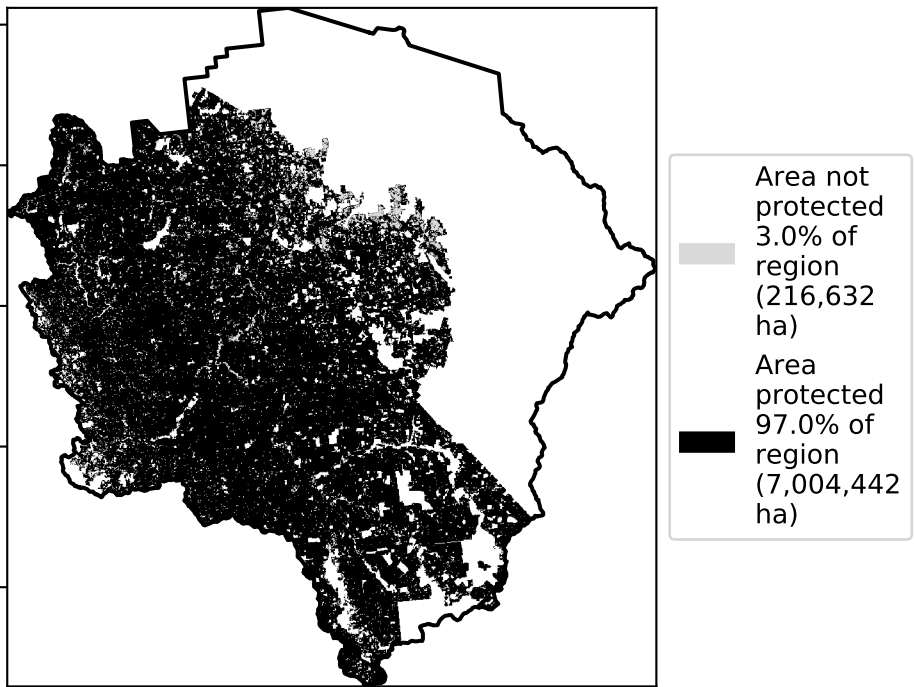 Area not
protected
3.0% of
region
(216,632
ha)
Area
protected
97.0% of
region
(7,004,442
ha)